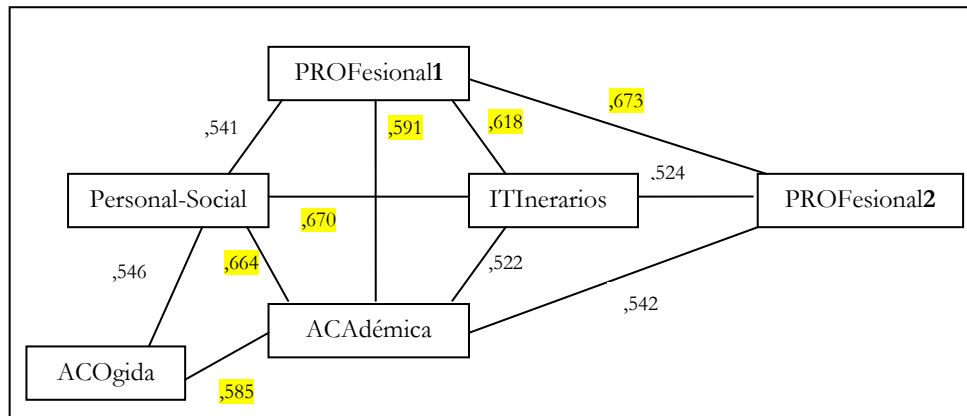 PROFesional1
,673
,541
,591
,618
,524
Personal-Social
ITInerarios
PROFesional2
,670
,546
,664
,522
,542
ACAdémica
ACOgida
,585